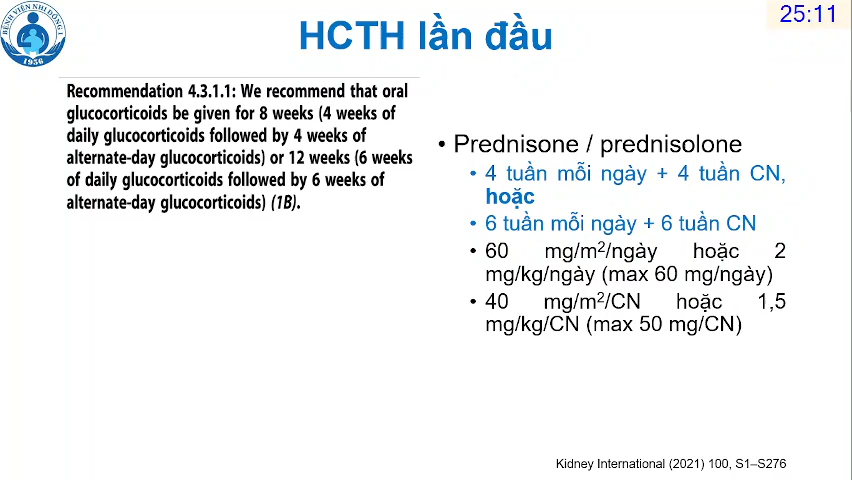 BỆNH VIỆN NHI ĐỒNG 1
1956
25:11
HCTH lần đầu
Recommendation 4.3.1.1: We recommend that oral
glucocorticoids be given for 8 weeks (4 weeks of
daily glucocorticoids followed by 4 weeks of
alternate-day glucocorticoids) or 12 weeks (6 weeks
of daily glucocorticoids followed by 6 weeks of
alternate-day glucocorticoids) (1B).
• Prednisone / prednisolone
• 4 tuần mỗi ngày + 4 tuần CN,
hoặc
• 6 tuần mỗi ngày + 6 tuần CN
• 60 mg/m²/ngày hoặc 2
mg/kg/ngày (max 60 mg/ngày)
• 40 mg/m²/CN hoặc 1,5
mg/kg/CN (max 50 mg/CN)
Kidney International (2021) 100, S1–S276